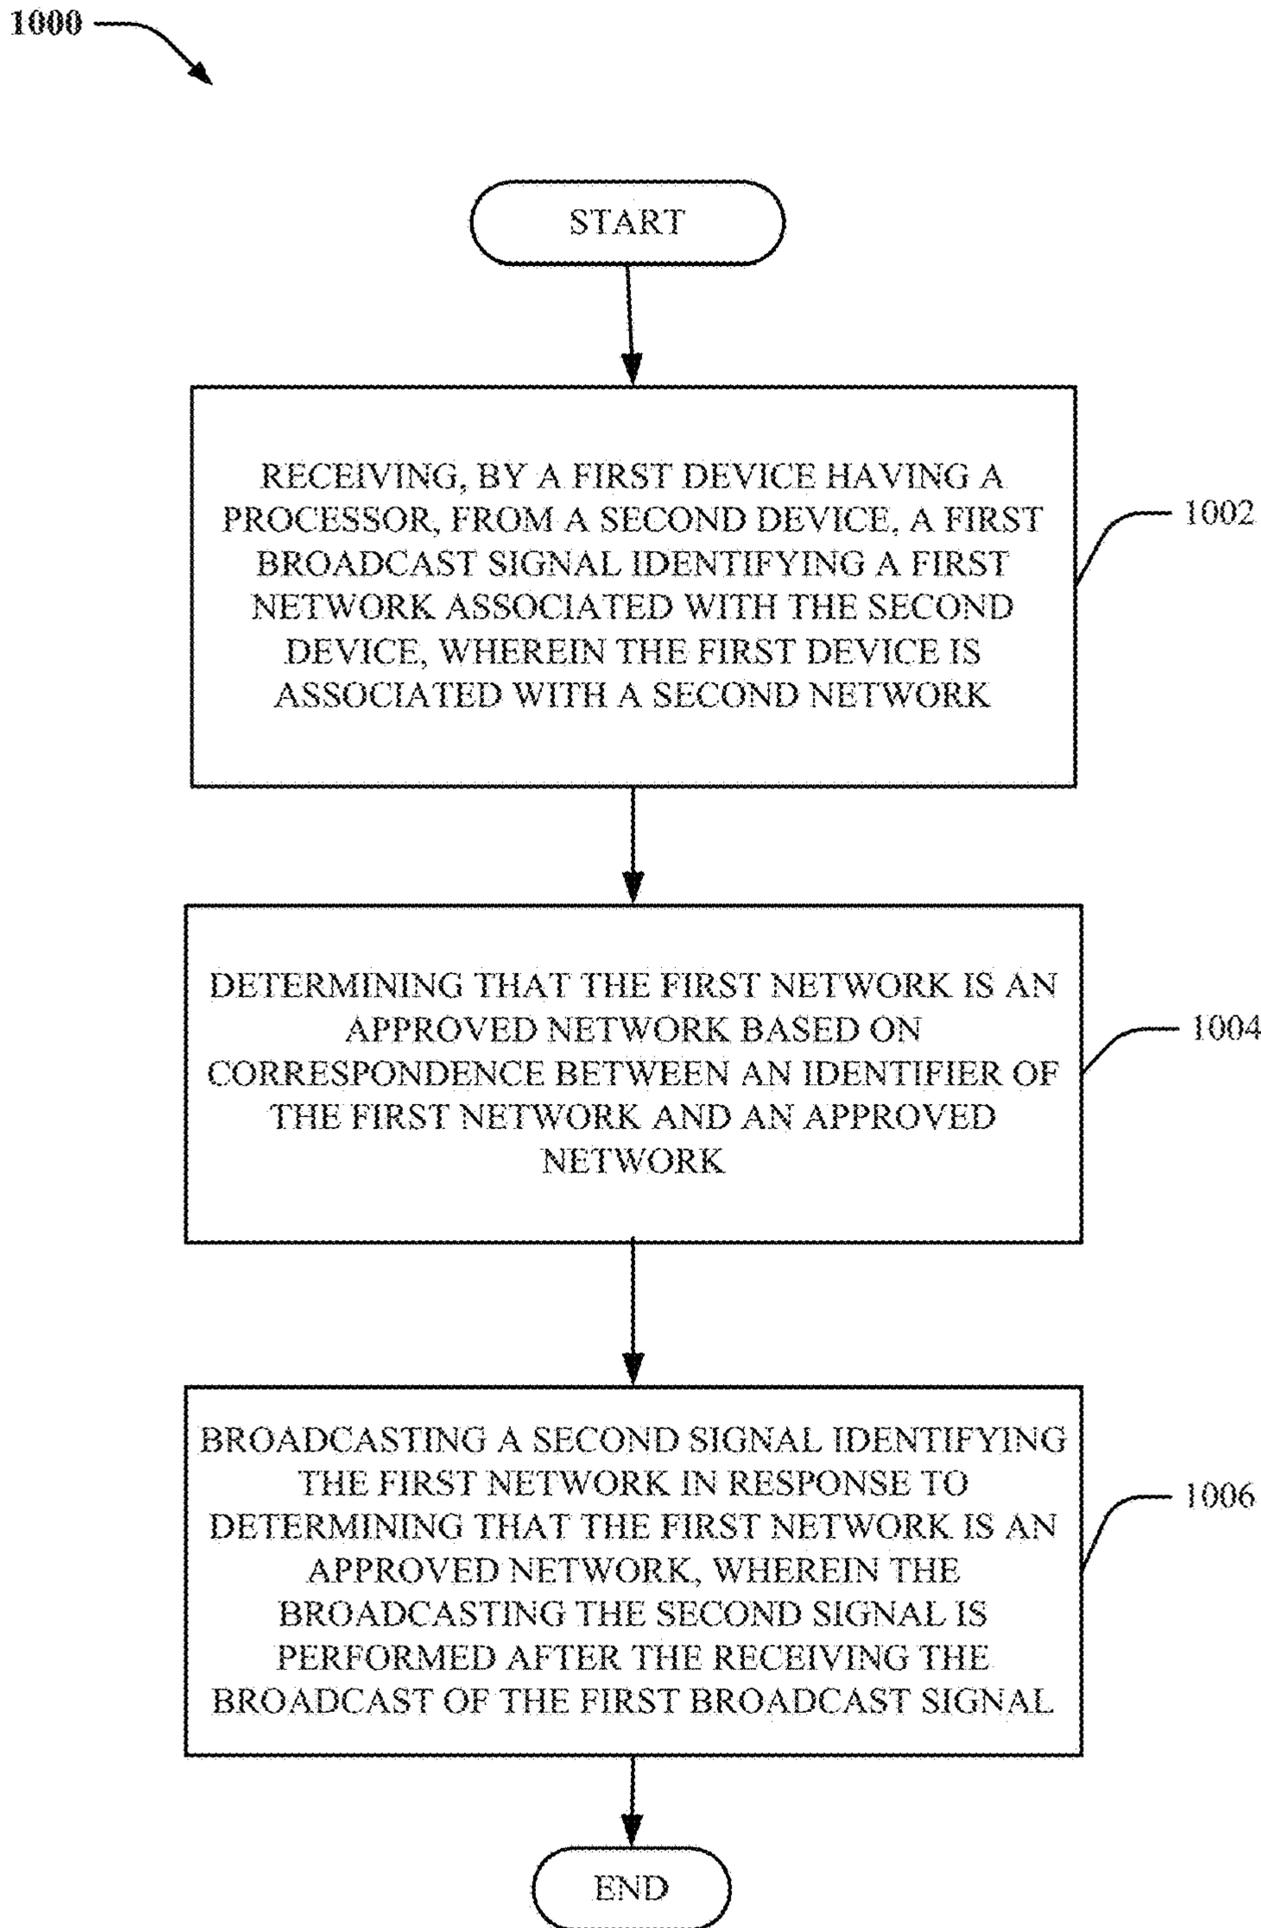 1000
START
RECEIVING, BY A FIRST DEVICE HAVING A
PROCESSOR, FROM A SECOND DEVICE, A FIRST
BROADCAST SIGNAL IDENTIFYING A FIRST
NETWORK ASSOCIATED WITH THE SECOND
DEVICE, WHEREIN THE FIRST DEVICE IS
ASSOCIATED WITH A SECOND NETWORK
1002
DETERMINING THAT THE FIRST NETWORK IS AN
APPROVED NETWORK BASED ON
CORRESPONDENCE BETWEEN AN IDENTIFIER OF
THE FIRST NETWORK AND AN APPROVED
NETWORK
1004
BROADCASTING A SECOND SIGNAL IDENTIFYING
THE FIRST NETWORK IN RESPONSE TO
DETERMINING THAT THE FIRST NETWORK IS AN
APPROVED NETWORK, WHEREIN THE
BROADCASTING THE SECOND SIGNAL IS
PERFORMED AFTER THE RECEIVING THE
BROADCAST OF THE FIRST BROADCAST SIGNAL
1006
END